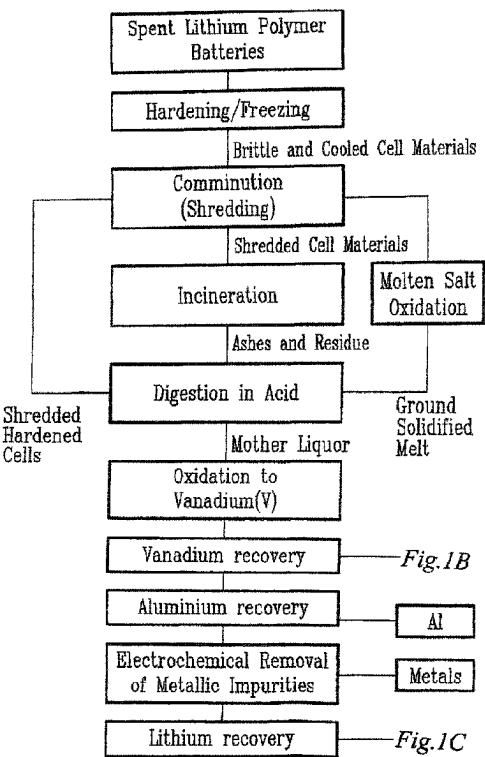 Spent Lithium Polymer
Batteries
Hardening/Freezing
Brittle and Cooled Cell Materials
Comminution
(Shredding)
Shredded Cell Materials
Incineration
Molten Salt
Oxidation
Ashes and Residue
Digestion in Acid
Shredded
Hardened
Cells
Ground
Solidified
Melt
Mother Liquor
Oxidation to
Vanadium(V)
Vanadium recovery
Fig.1B
Aluminium recovery
Al
Electrochemical Removal
of Metallic Impurities
Metals
Lithium recovery
Fig.1C